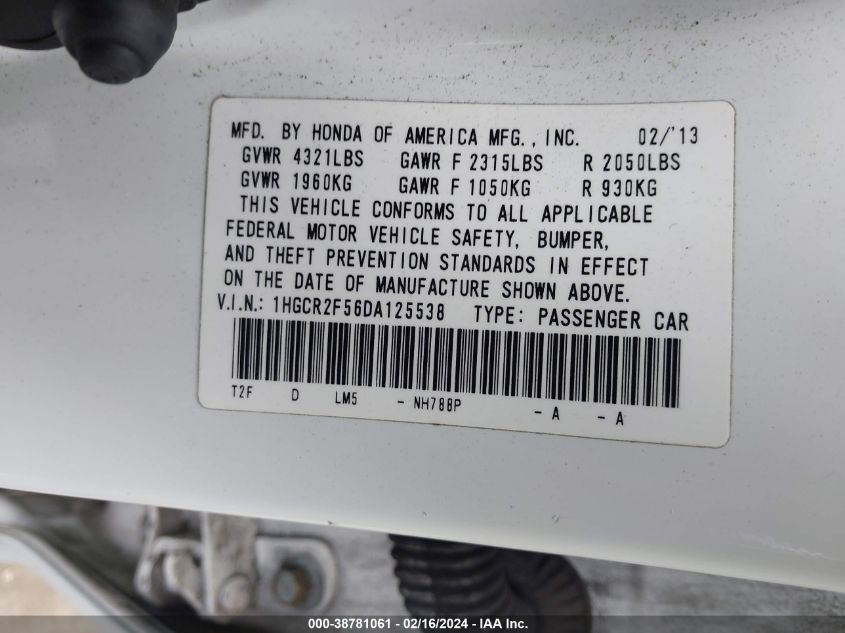 MFD. BY HONDA OF AMERICA MFG., INC. 02/'13
GVWR 4321LBS GAWR F 2315LBS R 2050LBS
GVWR 1960KG GAWR F 1050KG R 930KG
THIS VEHICLE CONFORMS TO ALL APPLICABLE
FEDERAL MOTOR VEHICLE SAFETY, BUMPER,
AND THEFT PREVENTION STANDARDS IN EFFECT
ON THE DATE OF MANUFACTURE SHOWN ABOVE.
V.I.N.: 1HGCR2F56DA125538 TYPE: PASSENGER CAR
T2F D LM5 - NH788P - A - A
000-38781061 - 02/16/2024 - IAA Inc.